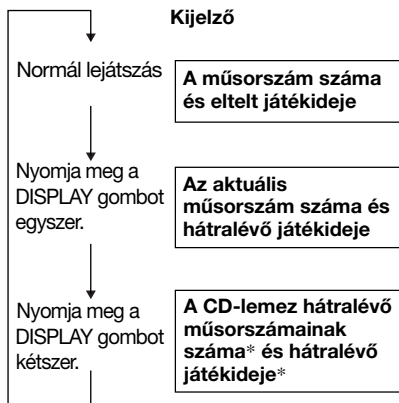 Kijelző
Normál lejátszás
A műsorszám száma
és eltelt játékideje
Nyomja meg a
DISPLAY gombot
egyszer.
Az aktuális
műsorszám száma és
hátralévő játékideje
Nyomja meg a
DISPLAY gombot
kétszer.
A CD-lemez hátralévő
műsorszámainak
száma* és hátralévő
játékideje*